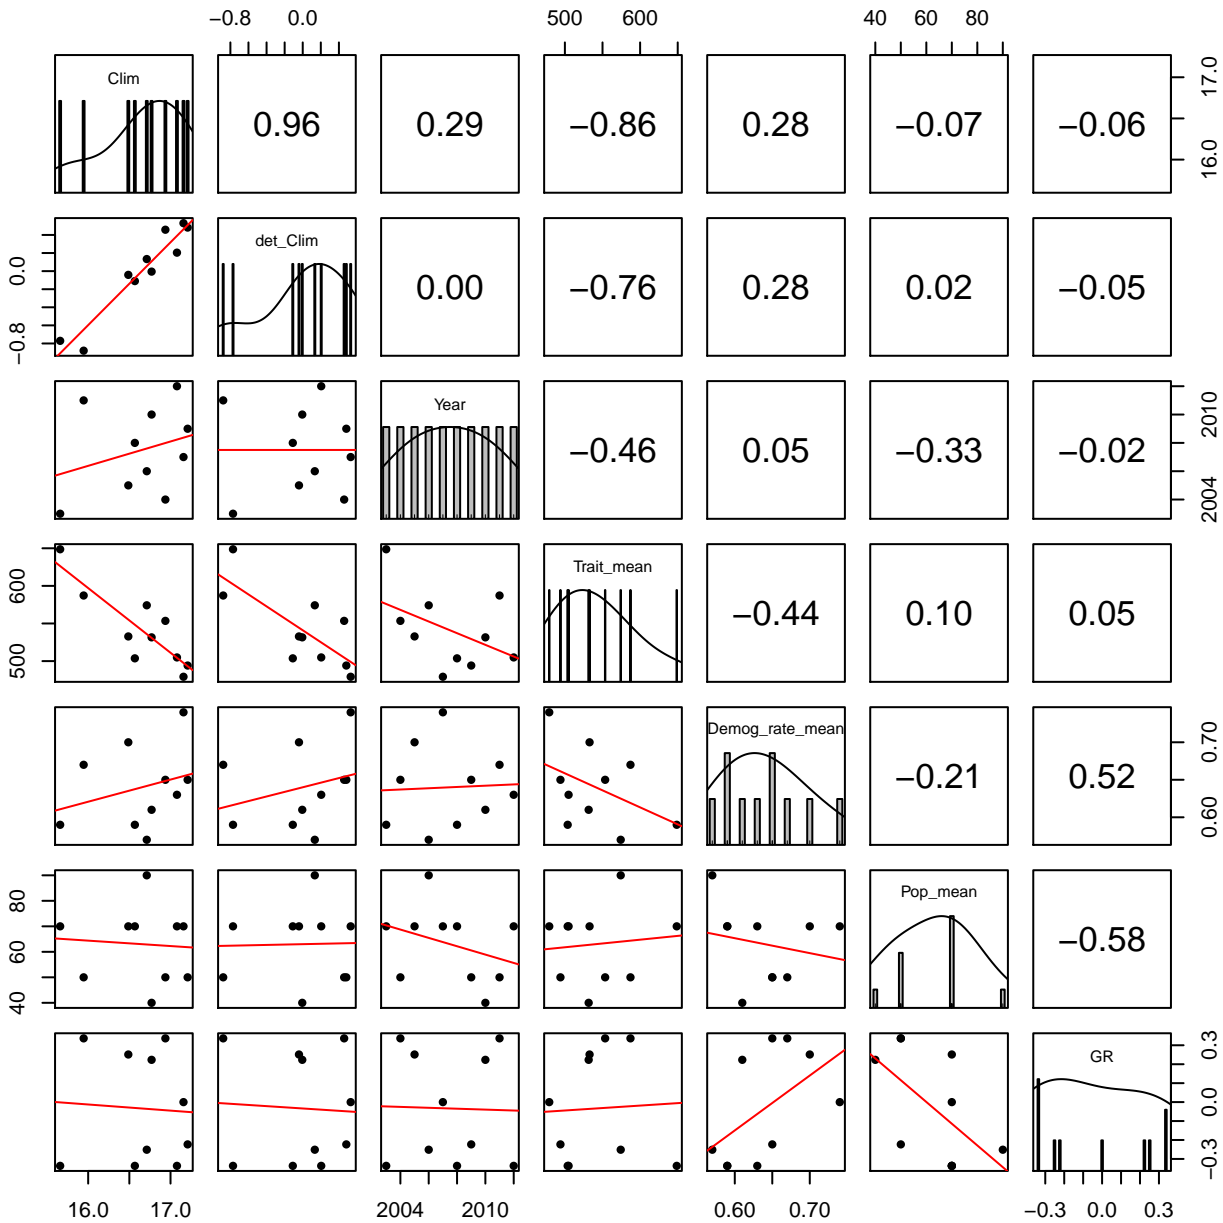 −0.8 0.0 500 600 40 60 80
Clim 0.96 0.29 −0.86 0.28 −0.07 −0.06
16.0 17.0
0.0 −0.8
det_Clim 0.00 −0.76 0.28 0.02 −0.05
Year −0.46 0.05 −0.33 −0.02
2004 2010
500 600
Trait_mean −0.44 0.10 0.05
Demog_rate_mean −0.21 0.52
0.60 0.70
40 60 80
Pop_mean −0.58
GR
−0.3 0.0 0.3
16.0 17.0 2004 2010 0.60 0.70 −0.3 0.0 0.3